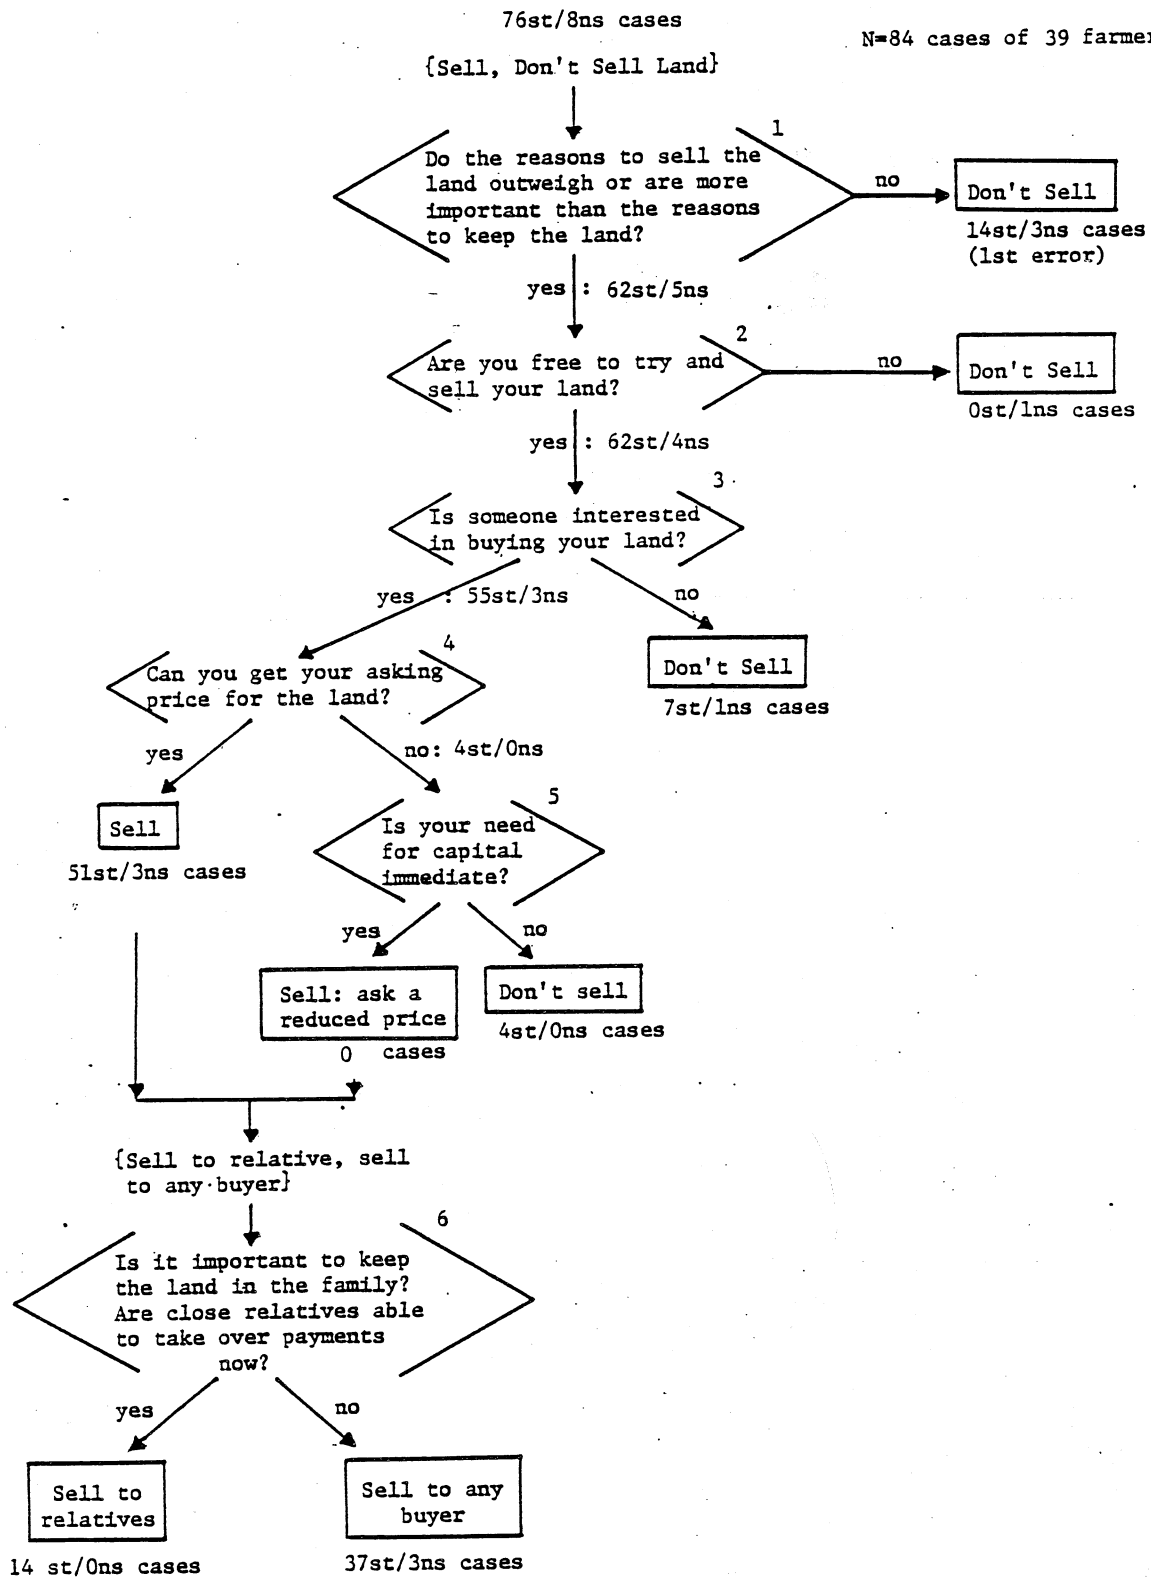 76st/8ns cases
N=84 cases of 39 farmer
{Sell, Don't Sell Land}
1
Do the reasons to sell the
land outweigh or are more
important than the reasons
to keep the land?
no
Don't Sell
14st/3ns cases
(1st error)
yes : 62st/5ns
2
Are you free to try and
sell your land?
no
Don't Sell
0st/1ns cases
yes : 62st/4ns
3
Is someone interested
in buying your land?
yes : 55st/3ns
no
Don't Sell
7st/1ns cases
4
Can you get your asking
price for the land?
yes
no: 4st/0ns
Sell
51st/3ns cases
5
Is your need
for capital
immediate?
yes
no
Sell: ask a
reduced price
0 cases
Don't sell
4st/0ns cases
{Sell to relative, sell
to any buyer}
6
Is it important to keep
the land in the family?
Are close relatives able
to take over payments
now?
yes
no
Sell to
relatives
14 st/0ns cases
Sell to any
buyer
37st/3ns cases